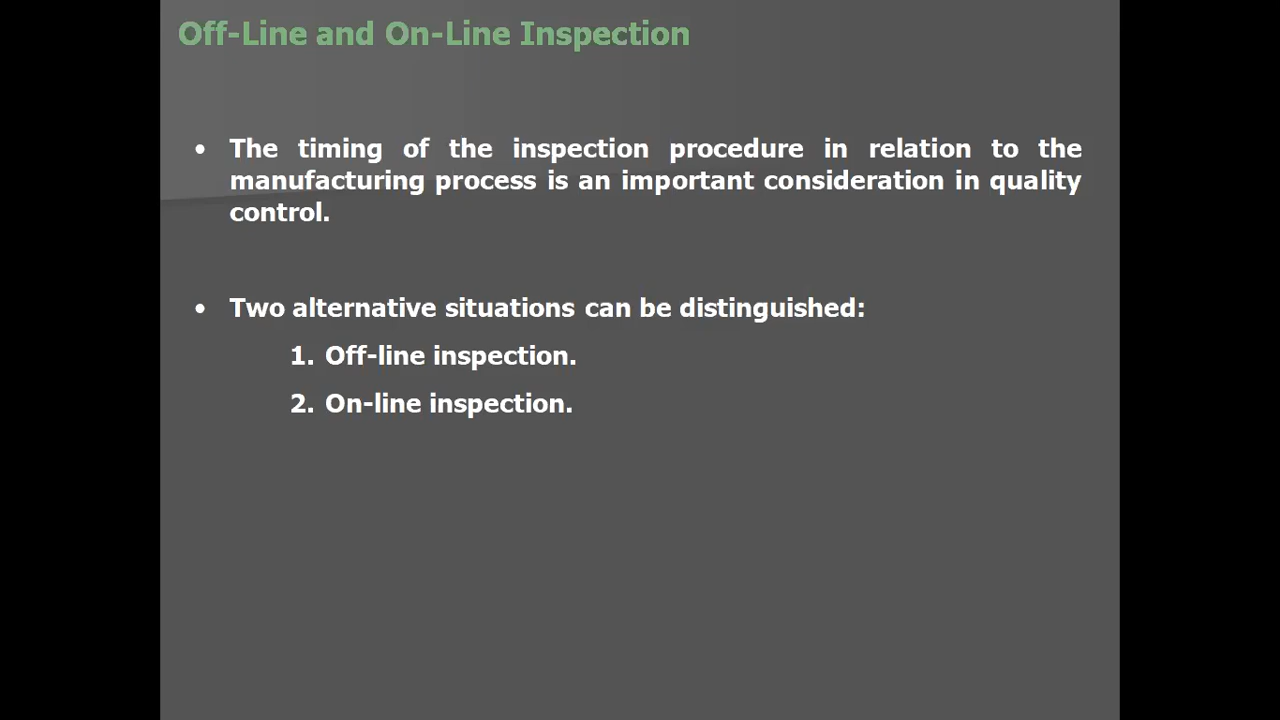 Off-Line and On-Line Inspection
• The timing of the inspection procedure in relation to the
manufacturing process is an important consideration in quality
control.
• Two alternative situations can be distinguished:
1. Off-line inspection.
2. On-line inspection.